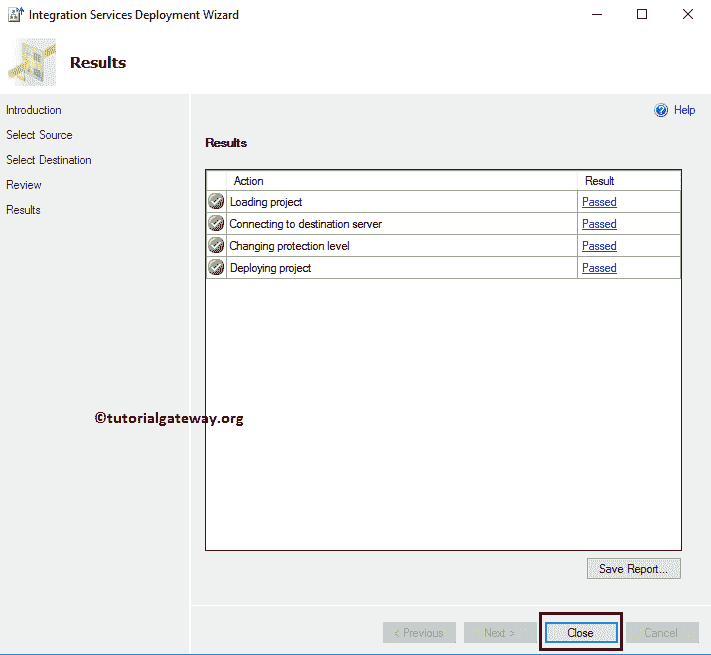 Integration Services Deployment Wizard
Results
Introduction
Select Source
Select Destination
Review
Results
Help
Results
Action Result
Loading project Passed
Connecting to destination server Passed
Changing protection level Passed
Deploying project Passed
©tutorialgateway.org
Save Report...
< Previous Next > Close Cancel